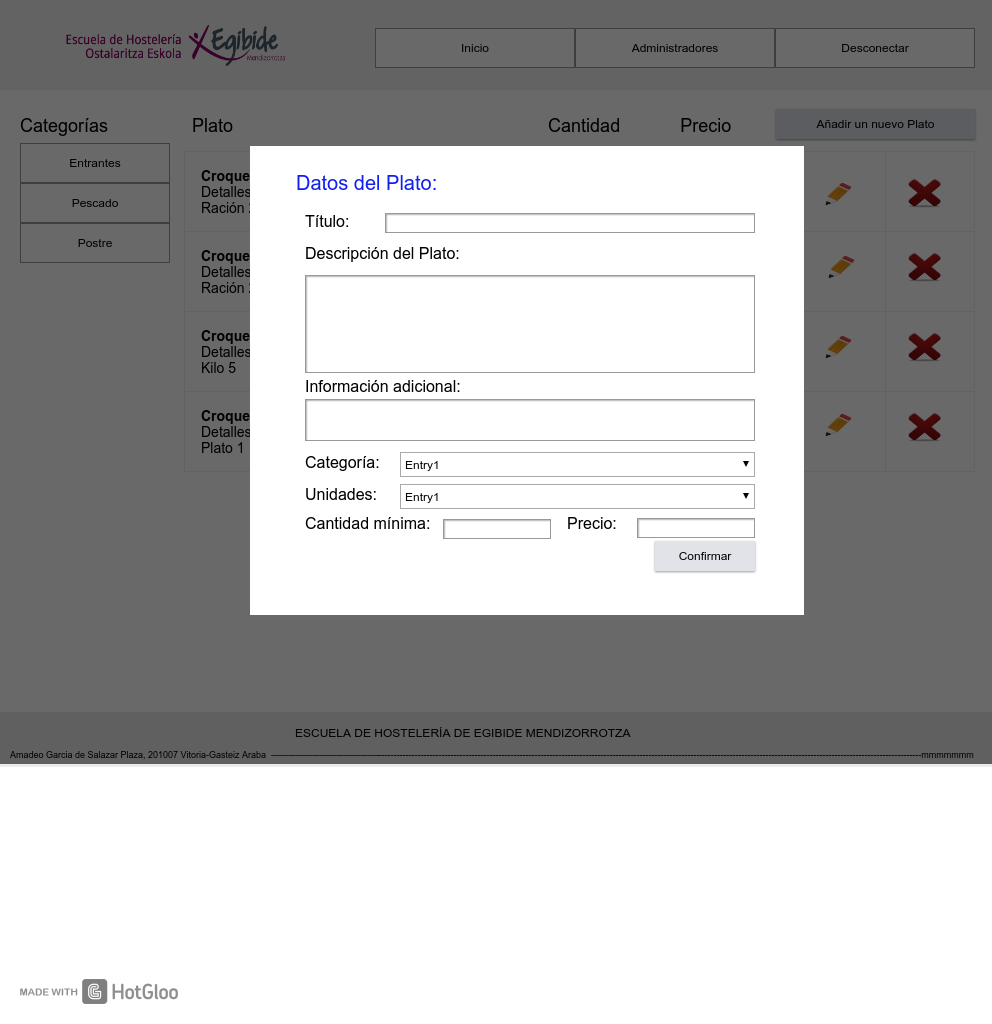 Escuela de Hostelería
Ostalaritza Eskola
Egibide
Mendizorrotza
Inicio
Administradores
Desconectar
Categorías
Plato
Cantidad
Precio
Añadir un nuevo Plato
Entrantes
Pescado
Postre
Croque
Detalles
Ración
Croque
Detalles
Ración
Croque
Detalles
Kilo 5
Croque
Detalles
Plato 1
Datos del Plato:
Título:
Descripción del Plato:
Información adicional:
Categoría:
Entry1
Unidades:
Entry1
Cantidad mínima:
Precio:
Confirmar
ESCUELA DE HOSTELERÍA DE EGIBIDE MENDIZORROTZA
Amadeo Garcia de Salazar Plaza, 201007 Vitoria-Gasteiz Araba
mmmmmmm
MADE WITH HotGloo